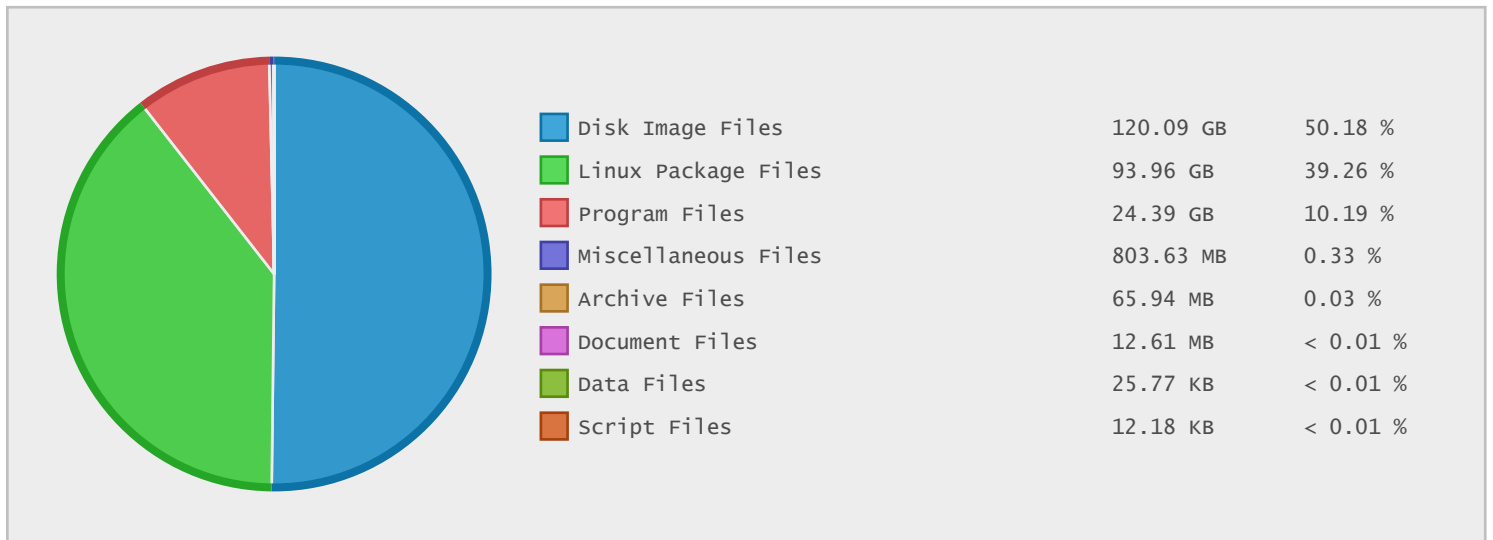 Disk Image Files 120.09 GB 50.18 %
Linux Package Files 93.96 GB 39.26 %
Program Files 24.39 GB 10.19 %
Miscellaneous Files 803.63 MB 0.33 %
Archive Files 65.94 MB 0.03 %
Document Files 12.61 MB < 0.01 %
Data Files 25.77 KB < 0.01 %
Script Files 12.18 KB < 0.01 %